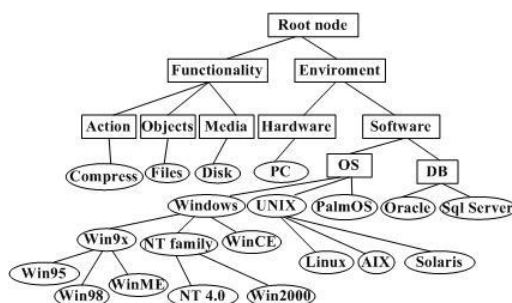 Root node
Functionality Enviroment
Action Objects Media Hardware Software
Compress Files Disk PC OS DB
Windows UNIX PalmOS Oracle Sql Server
Win9x NT family WinCE
Win95 Win98 WinME NT 4.0 Win2000 Linux AIX Solaris